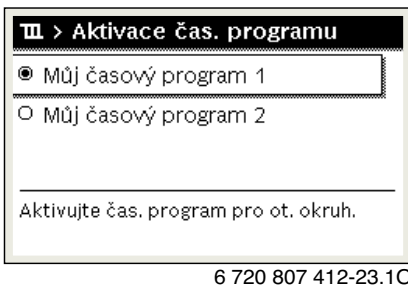 > Aktivace čas. programu
Můj časový program 1
Můj časový program 2
Aktivujte čas. program pro ot. okruh.
6 720 807 412-23.1O